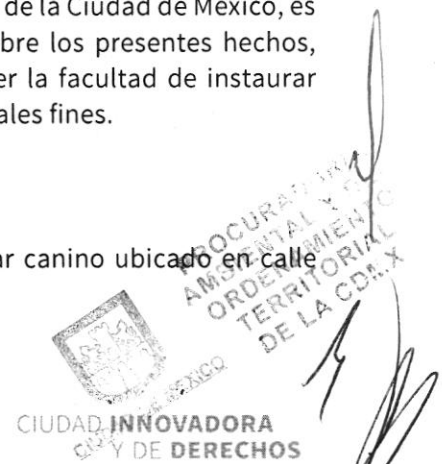 de la Ciudad de México, es
bre los presentes hechos,
er la facultad de instaurar
ales fines.
ar canino ubicado en calle
PROCURADURÍA
AMBIENTAL Y DEL
ORDENAMIENTO
TERRITORIAL
DE LA CDMX
CIUDAD INNOVADORA
Y DE DERECHOS